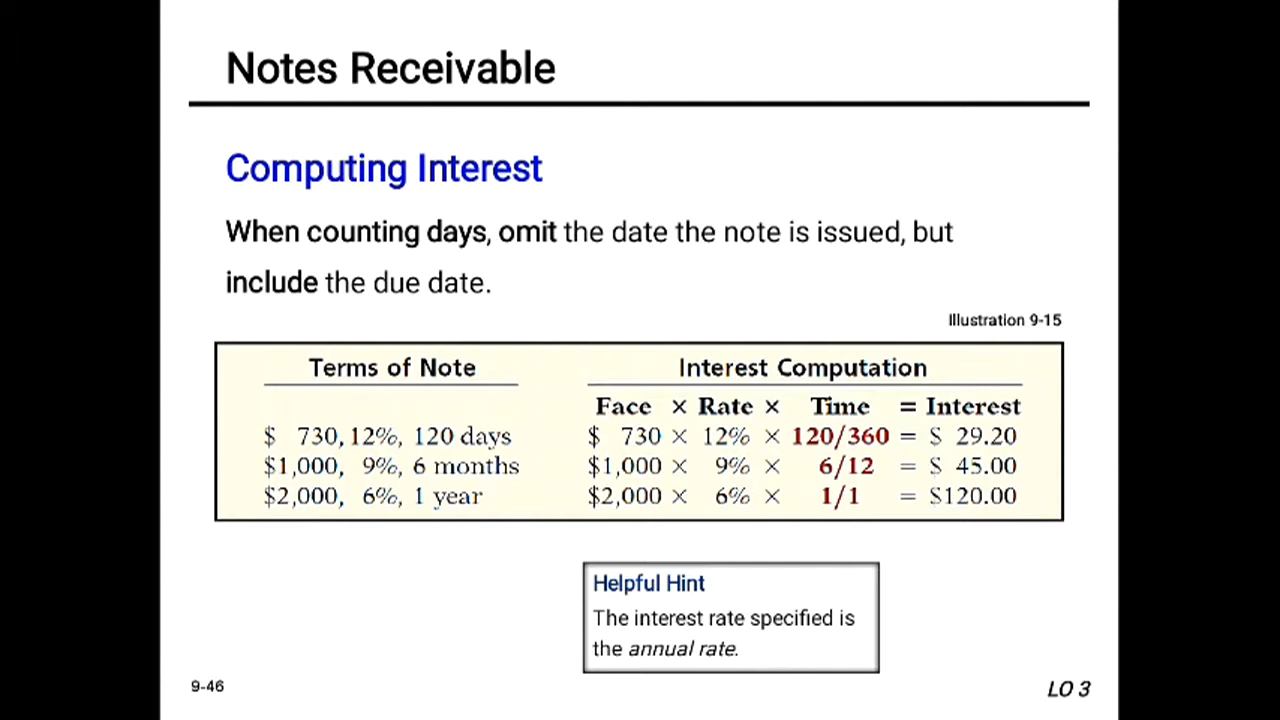 Notes Receivable
Computing Interest
When counting days, omit the date the note is issued, but
include the due date.
Illustration 9-15
Terms of Note Interest Computation
Face × Rate × Time = Interest
$ 730, 12%, 120 days $ 730 × 12% × 120/360 = $ 29.20
$1,000, 9%, 6 months $1,000 × 9% × 6/12 = $ 45.00
$2,000, 6%, 1 year $2,000 × 6% × 1/1 = $120.00
Helpful Hint
The interest rate specified is
the annual rate.
9-46 LO 3